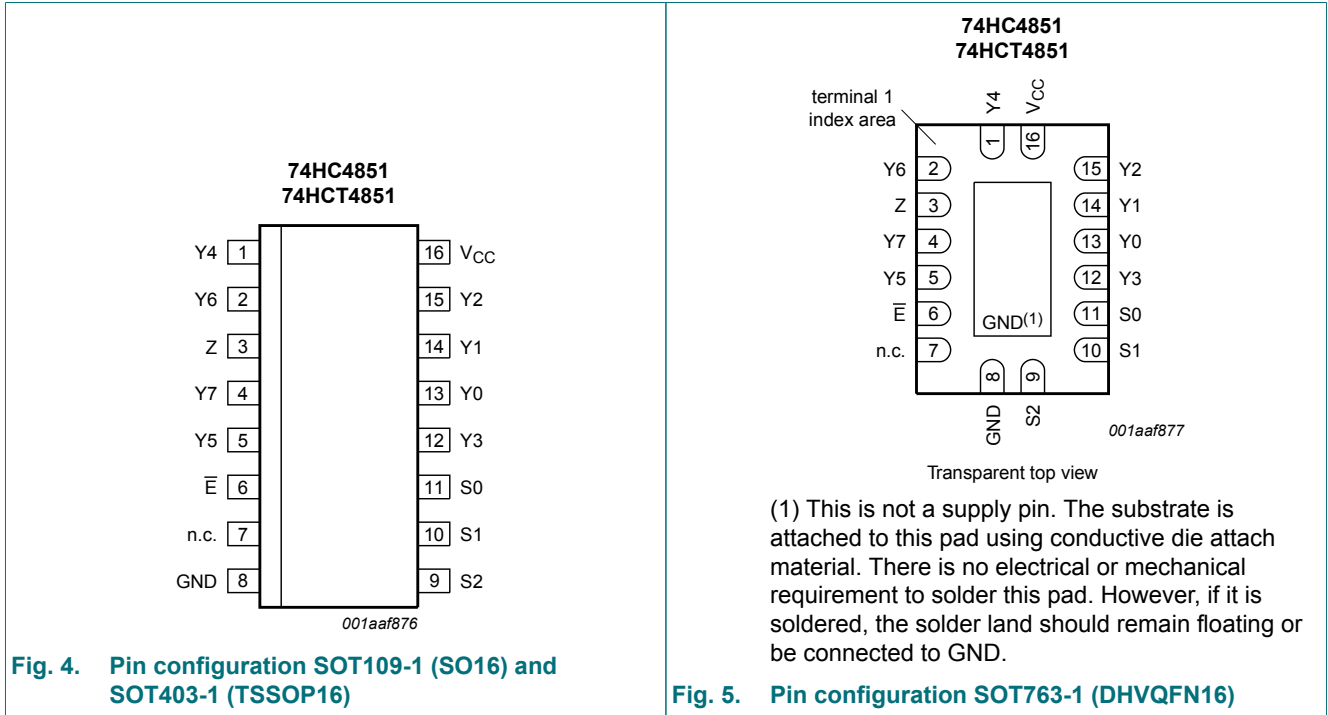 74HC4851
74HCT4851
Y4 1
Y6 2
Z 3
Y7 4
Y5 5
E̅ 6
n.c. 7
GND 8
16 VCC
15 Y2
14 Y1
13 Y0
12 Y3
11 S0
10 S1
9 S2
001aaf876
Fig. 4. Pin configuration SOT109-1 (SO16) and
SOT403-1 (TSSOP16)
74HC4851
74HCT4851
terminal 1
index area
Y4
VCC
1
16
Y6 2
Z 3
Y7 4
Y5 5
E̅ 6
n.c. 7
15 Y2
14 Y1
13 Y0
12 Y3
11 S0
10 S1
GND(1)
8
9
GND
S2
001aaf877
Transparent top view
(1) This is not a supply pin. The substrate is
attached to this pad using conductive die attach
material. There is no electrical or mechanical
requirement to solder this pad. However, if it is
soldered, the solder land should remain floating or
be connected to GND.
Fig. 5. Pin configuration SOT763-1 (DHVQFN16)